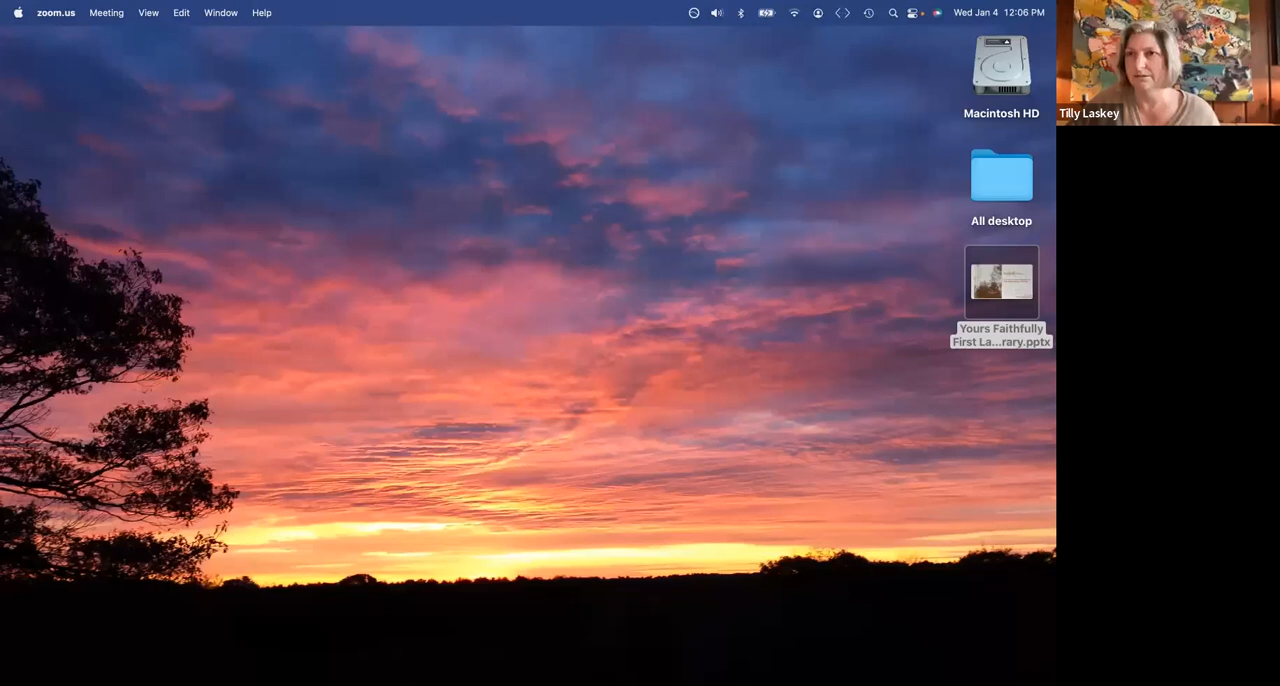 zoom.us Meeting View Edit Window Help Wed Jan 4 12:06 PM
Macintosh HD
All desktop
Yours Faithfully
First La...rary.pptx
Tilly Laskey